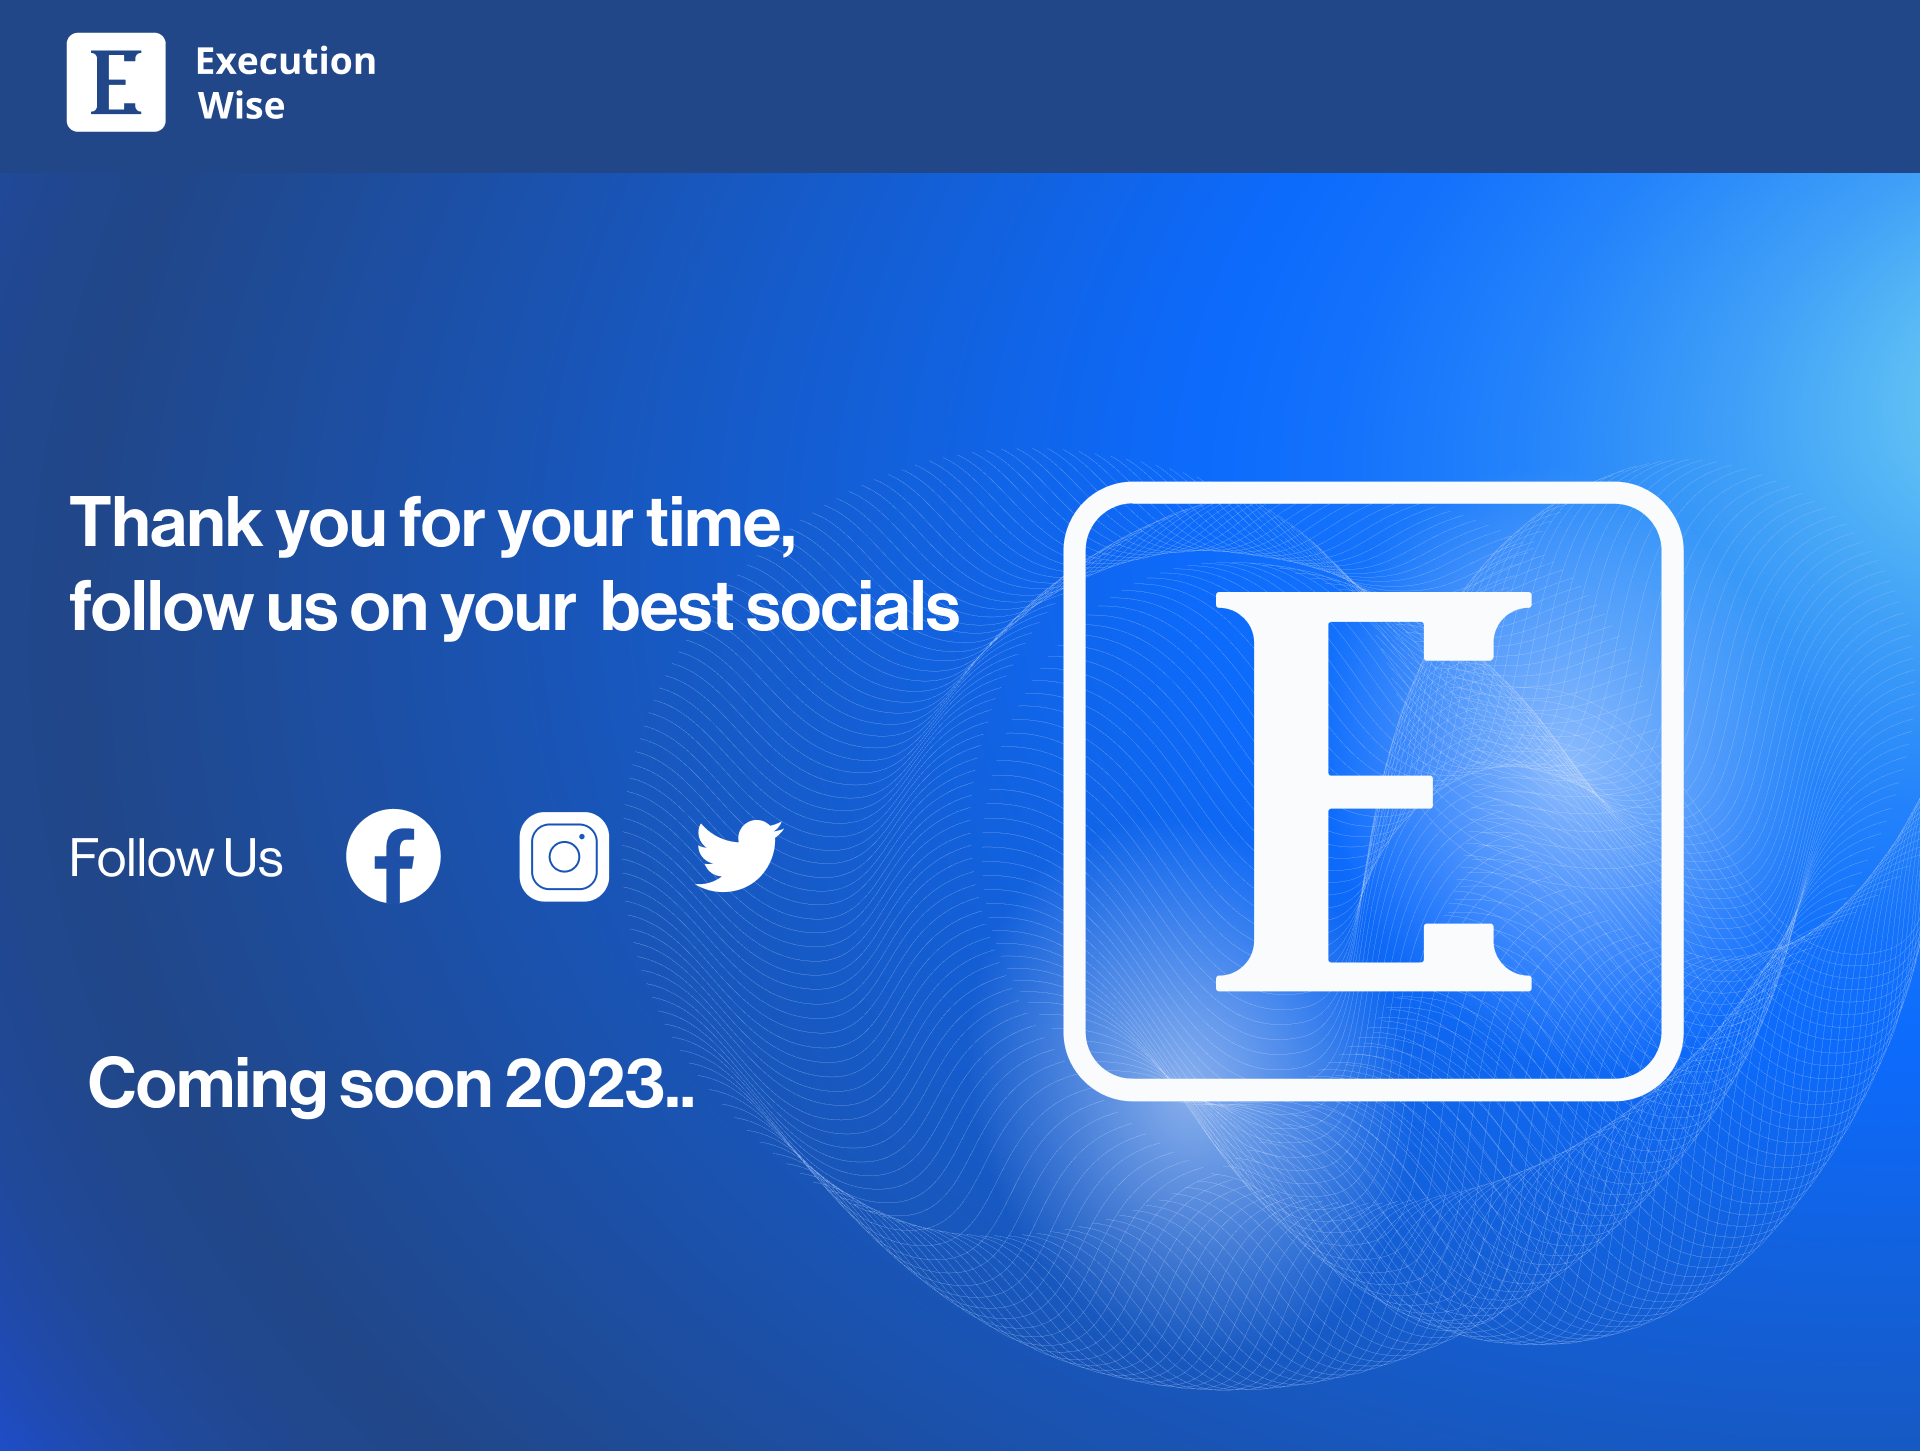 E
Execution
Wise
Thank you for your time,
follow us on your  best socials
E
Follow Us
Coming soon 2023..